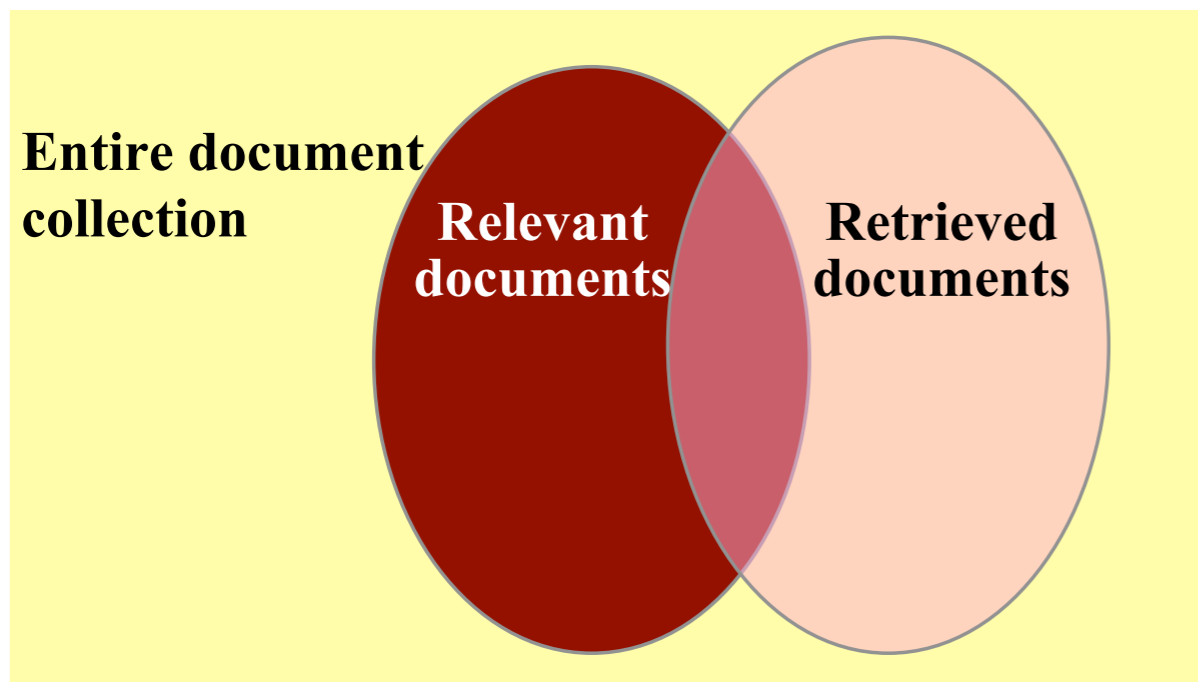 Entire document
collection
Relevant
documents
Retrieved
documents